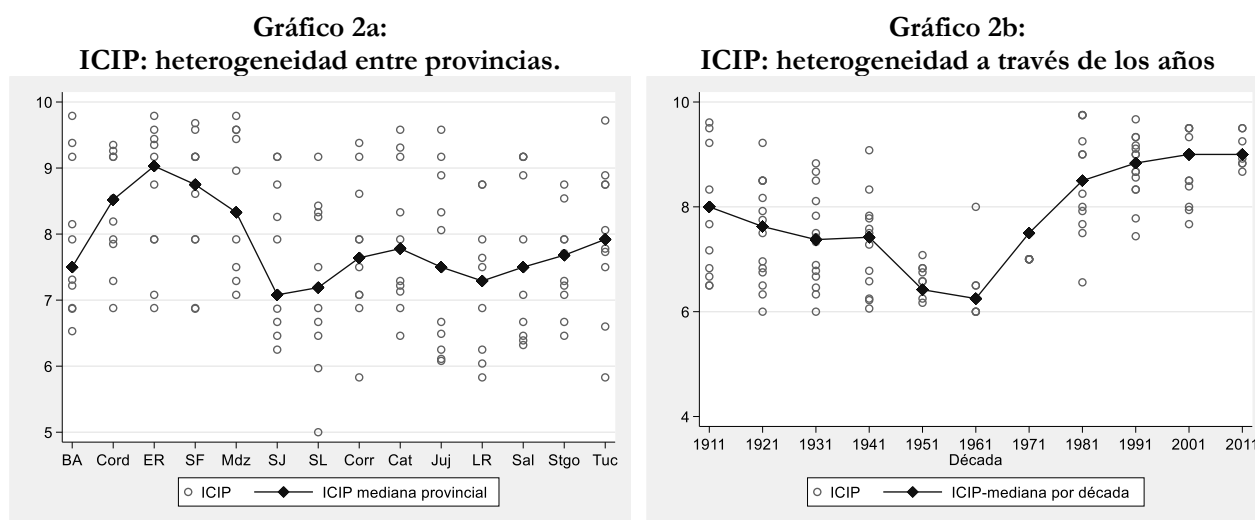 Gráfico 2a:
ICIP: heterogeneidad entre provincias.
10
9
8
7
6
5
BA Cord ER SF Mdz SJ SL Corr Cat Juj LR Sal Stgo Tuc
ICIP ICIP mediana provincial
Gráfico 2b:
ICIP: heterogeneidad a través de los años
10
8
6
4
1911 1921 1931 1941 1951 1961 1971 1981 1991 2001 2011
Década
ICIP ICIP-mediana por década